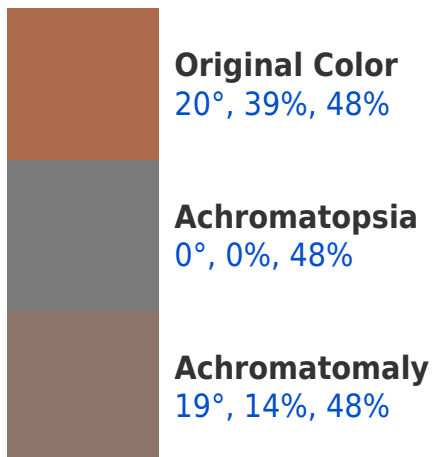 Original Color
20°, 39%, 48%
Achromatopsia
0°, 0%, 48%
Achromatomaly
19°, 14%, 48%